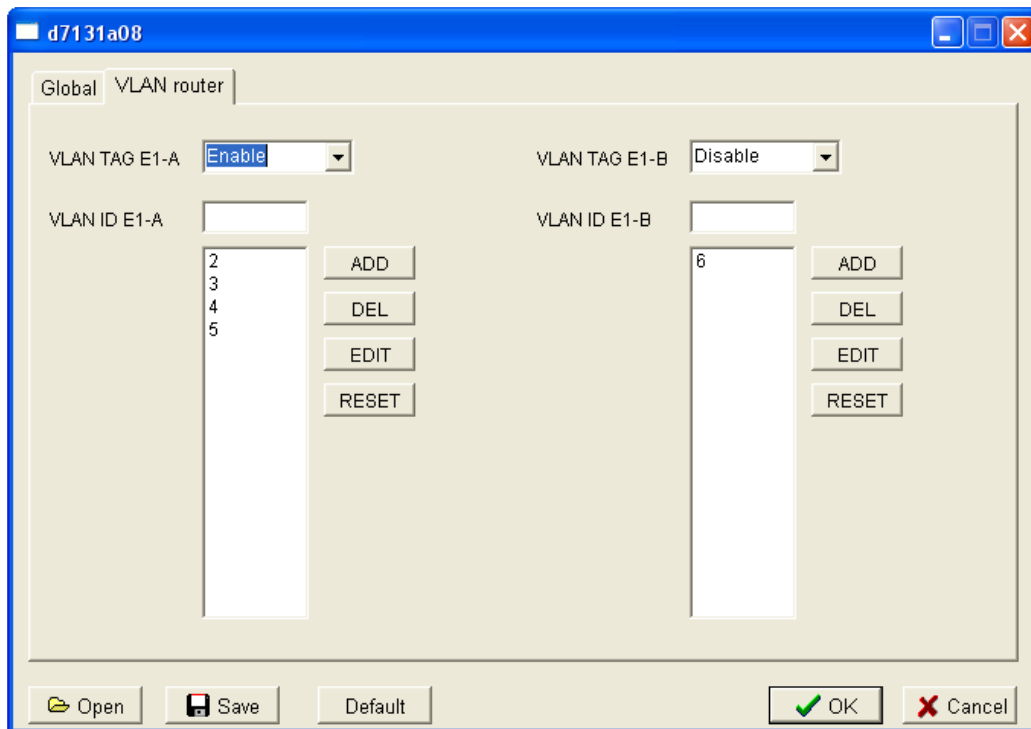 d7131a08
Global VLAN router
VLAN TAG E1-A Enable VLAN TAG E1-B Disable
VLAN ID E1-A VLAN ID E1-B
2 ADD 6 ADD
3
4 DEL DEL
5
EDIT EDIT
RESET RESET
Open Save Default OK Cancel